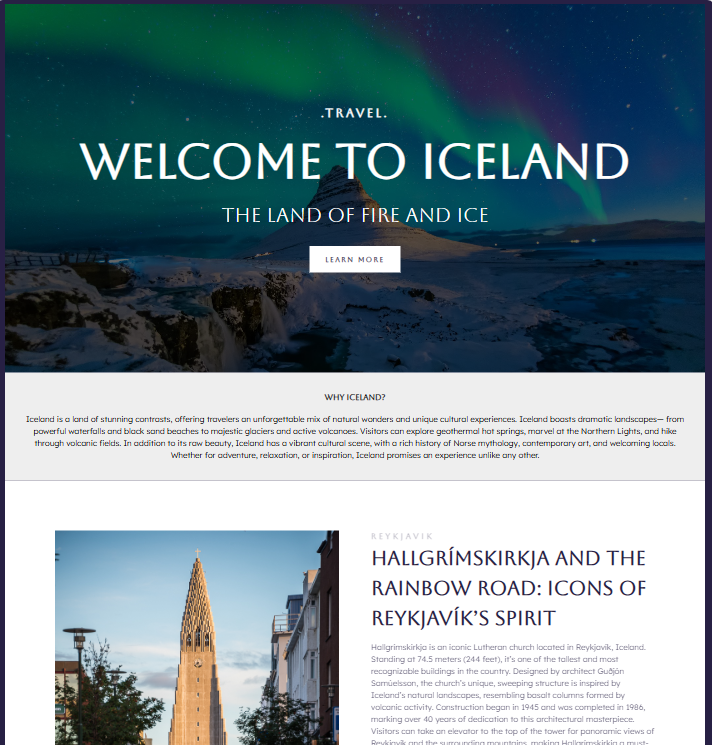 .TRAVEL.
WELCOME TO ICELAND
THE LAND OF FIRE AND ICE
LEARN MORE
WHY ICELAND?
Iceland is a land of stunning contrasts, offering travelers an unforgettable mix of natural wonders and unique cultural experiences. Iceland boasts dramatic landscapes— from
powerful waterfalls and black sand beaches to majestic glaciers and active volcanoes. Visitors can explore geothermal hot springs, marvel at the Northern Lights, and hike
through volcanic fields. In addition to its raw beauty, Iceland has a vibrant cultural scene, with a rich history of Norse mythology, contemporary art, and welcoming locals.
Whether for adventure, relaxation, or inspiration, Iceland promises an experience unlike any other.
REYKJAVIK
HALLGRÍMSKIRKJA AND THE
RAINBOW ROAD: ICONS OF
REYKJAVÍK'S SPIRIT
Hallgrímskirkja is an iconic Lutheran church located in Reykjavik, Iceland.
Standing at 74.5 meters (244 feet), it's one of the tallest and most
recognizable buildings in the country. Designed by architect Guðjón
Samúelsson, the church's unique, sweeping structure is inspired by
Iceland's natural landscapes, resembling basalt columns formed by
volcanic activity. Construction began in 1945 and was completed in 1986,
marking over 40 years of dedication to this architectural masterpiece.
Visitors can take an elevator to the top of the tower for panoramic views of
Reykjavik and the surrounding mountains, making Hallgrímskirkja a must-